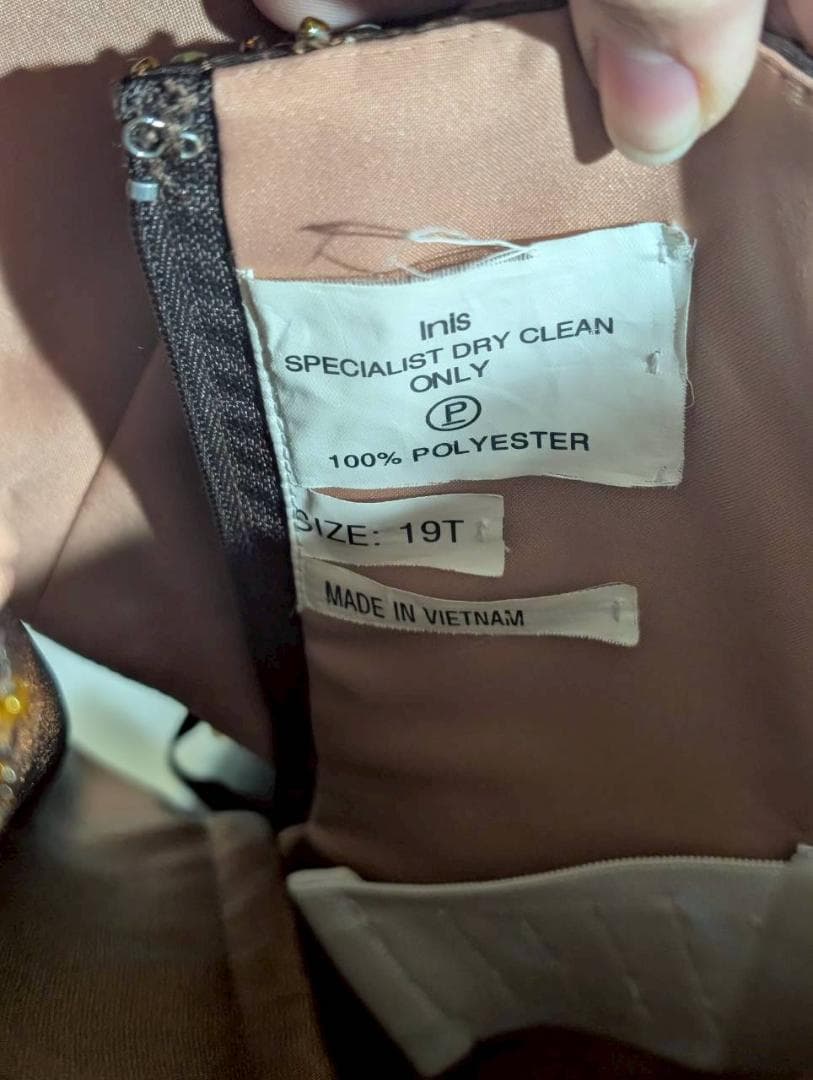 Inis
SPECIALIST DRY CLEAN
ONLY
P
100% POLYESTER
SIZE: 19T
MADE IN VIETNAM